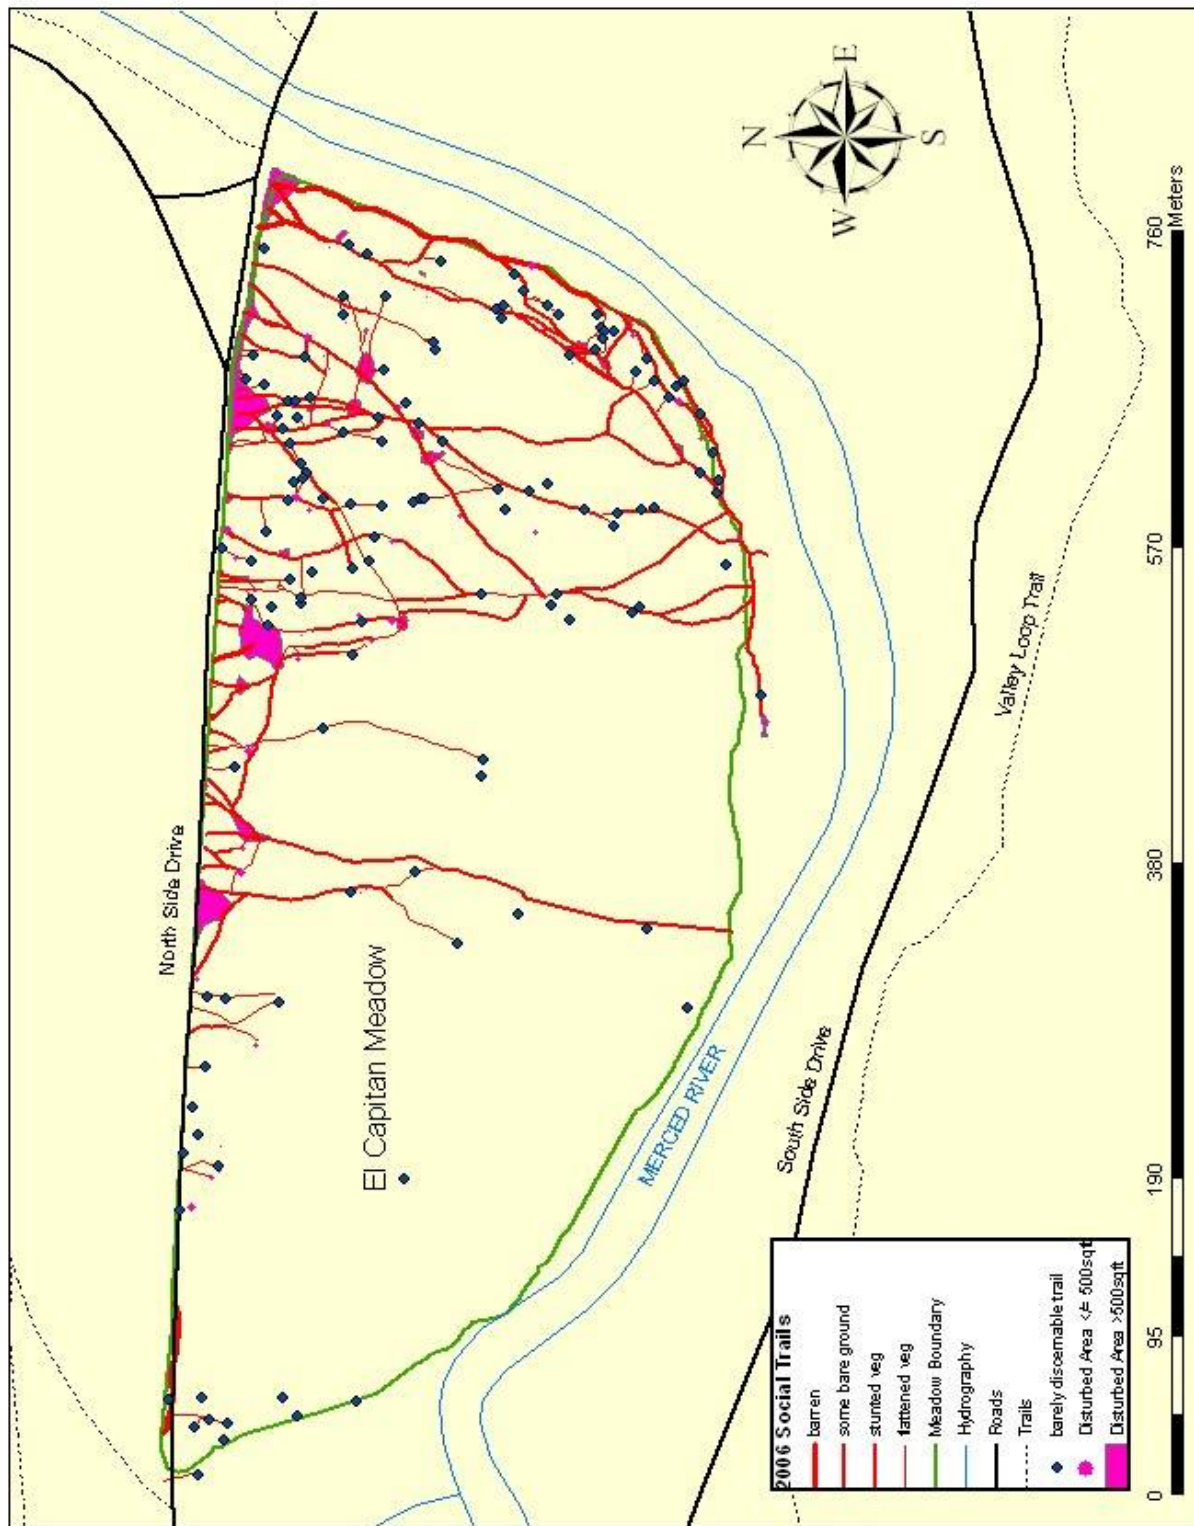 North Side Drive
El Capitan Meadow
MERCED RIVER
South Side Drive
Valley Loop Trail
N
E
S
W
2006 Social Trails
barren
some bare ground
stunted veg
flattened veg
Meadow Boundary
Hydrography
Roads
Trails
barely discernable trail
Disturbed Area </= 500sqft
Disturbed Area >500sqft
0 95 190 380 570 760
Meters